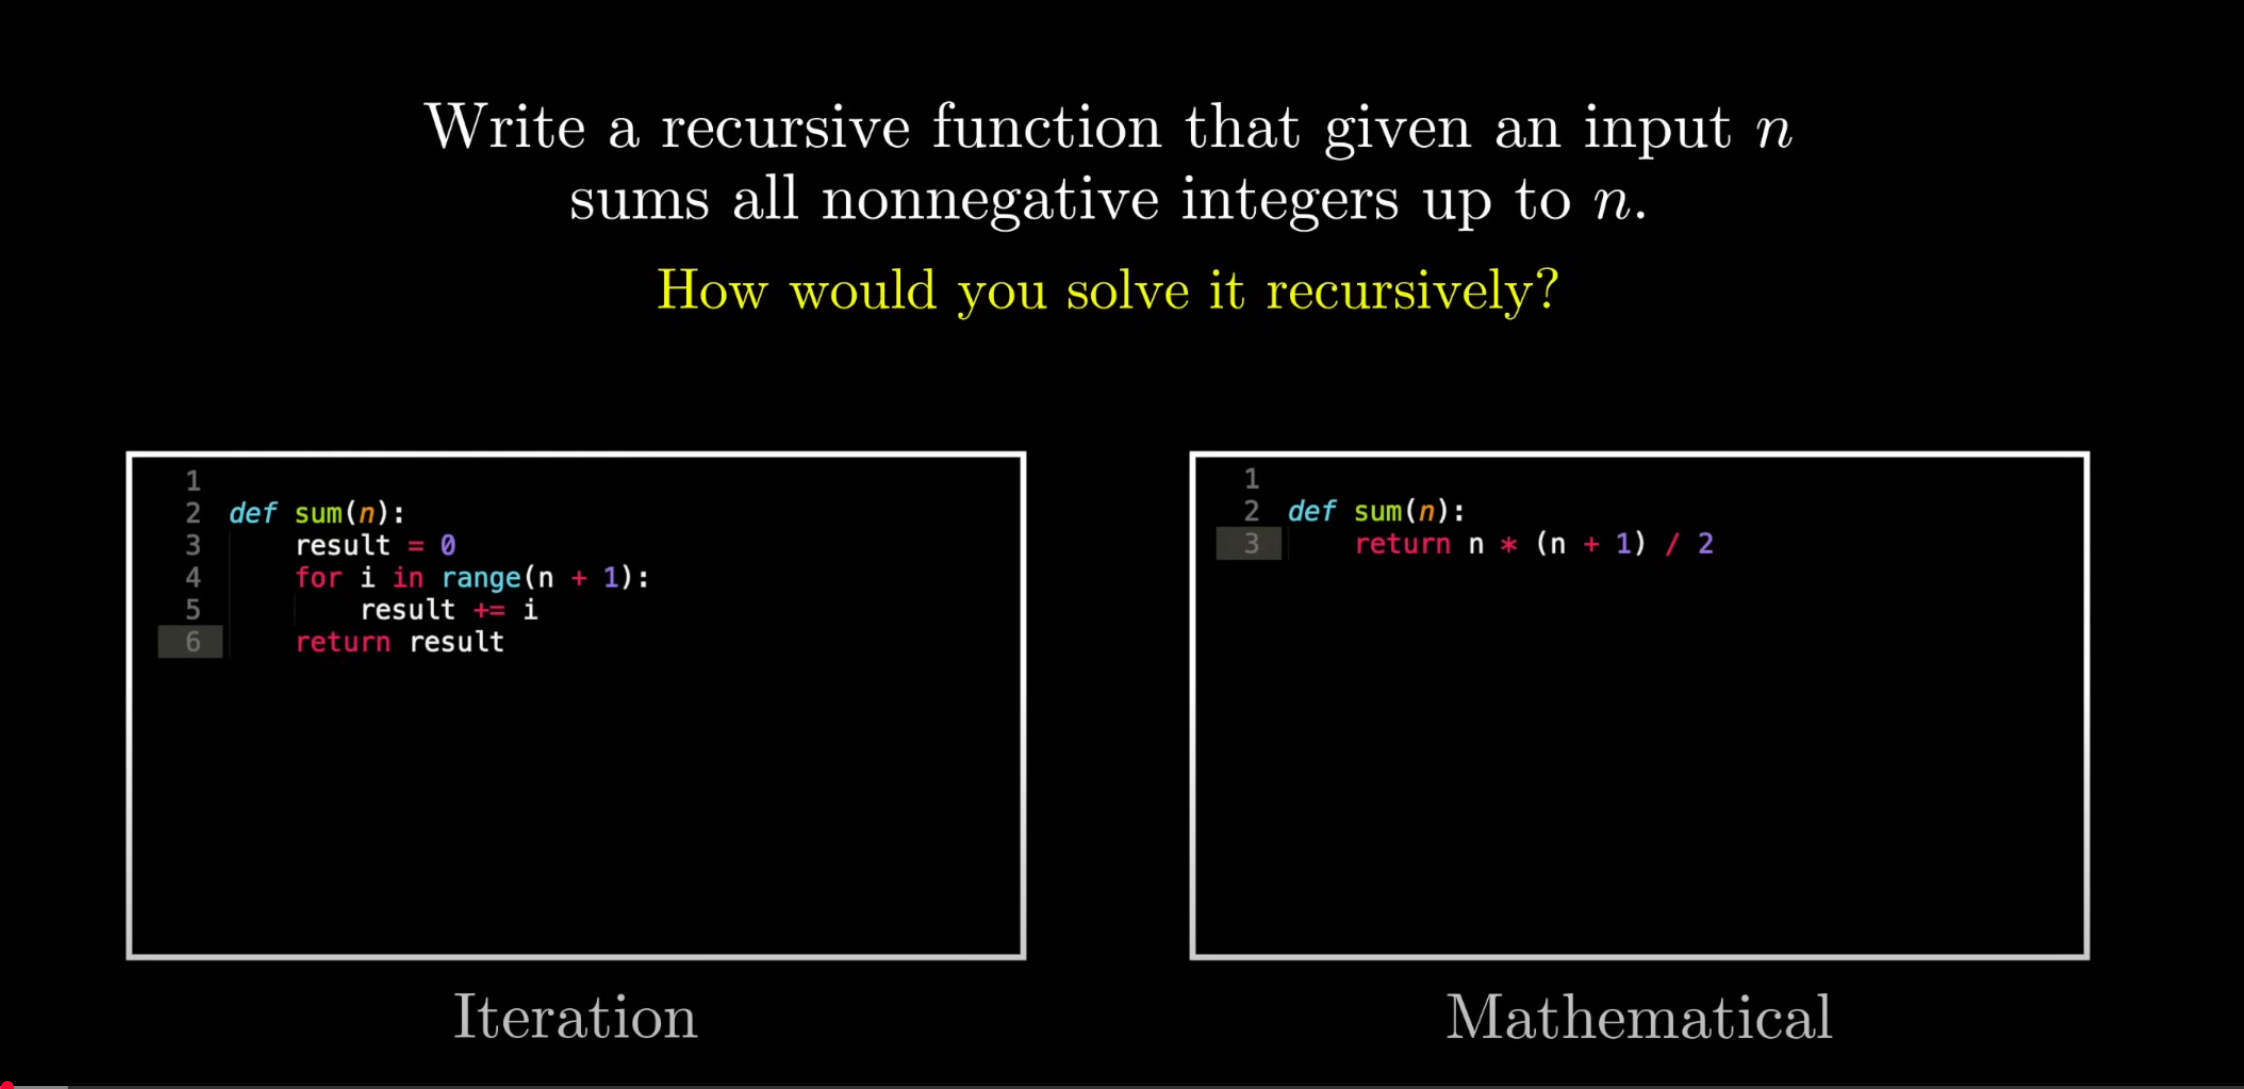 Write a recursive function that given an input n
sums all nonnegative integers up to n.
How would you solve it recursively?
1
2 def sum(n):
3     result = 0
4     for i in range(n + 1):
5         result += i
6     return result
Iteration
1
2 def sum(n):
3     return n * (n + 1) / 2
Mathematical